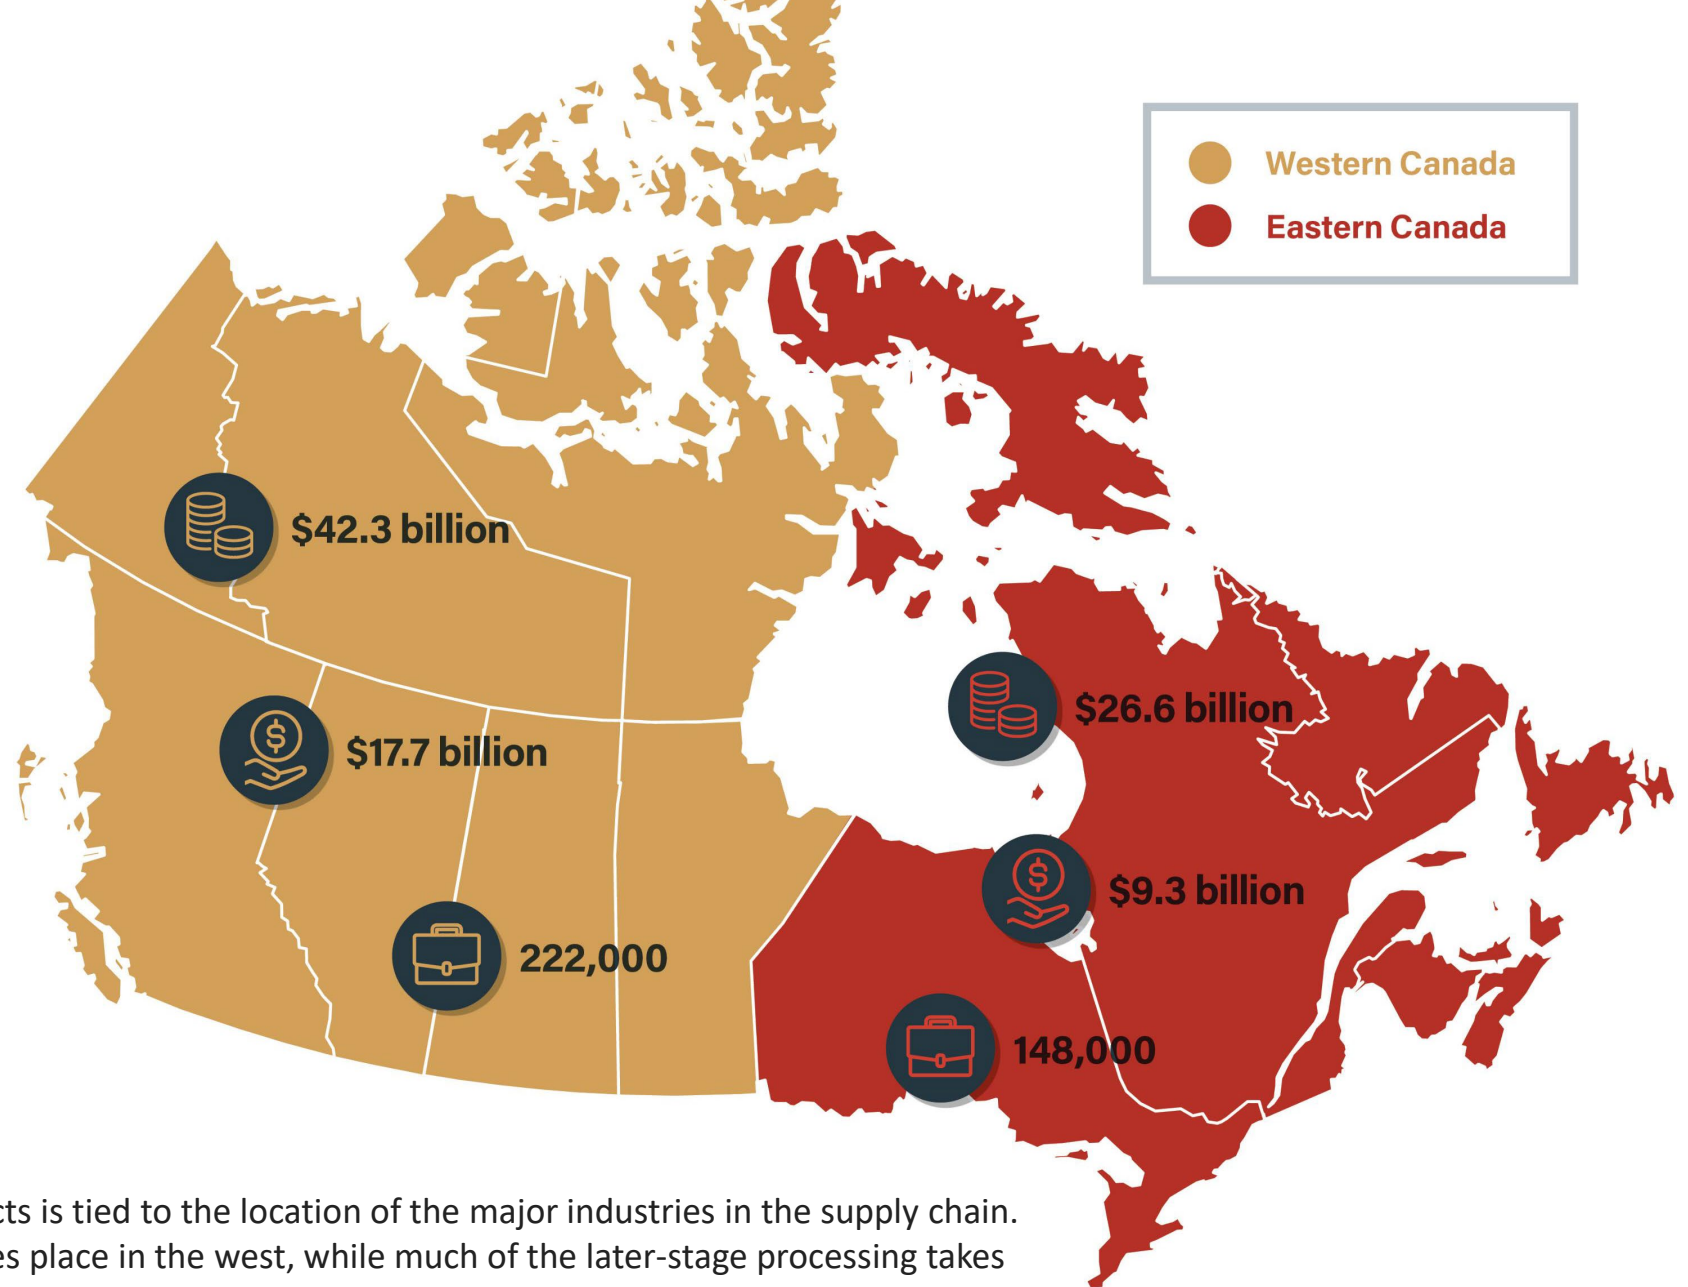 Western Canada
Eastern Canada
$42.3 billion
$17.7 billion
222,000
$26.6 billion
$9.3 billion
148,000
is tied to the location of the major industries in the supply chain.
place in the west, while much of the later-stage processing takes